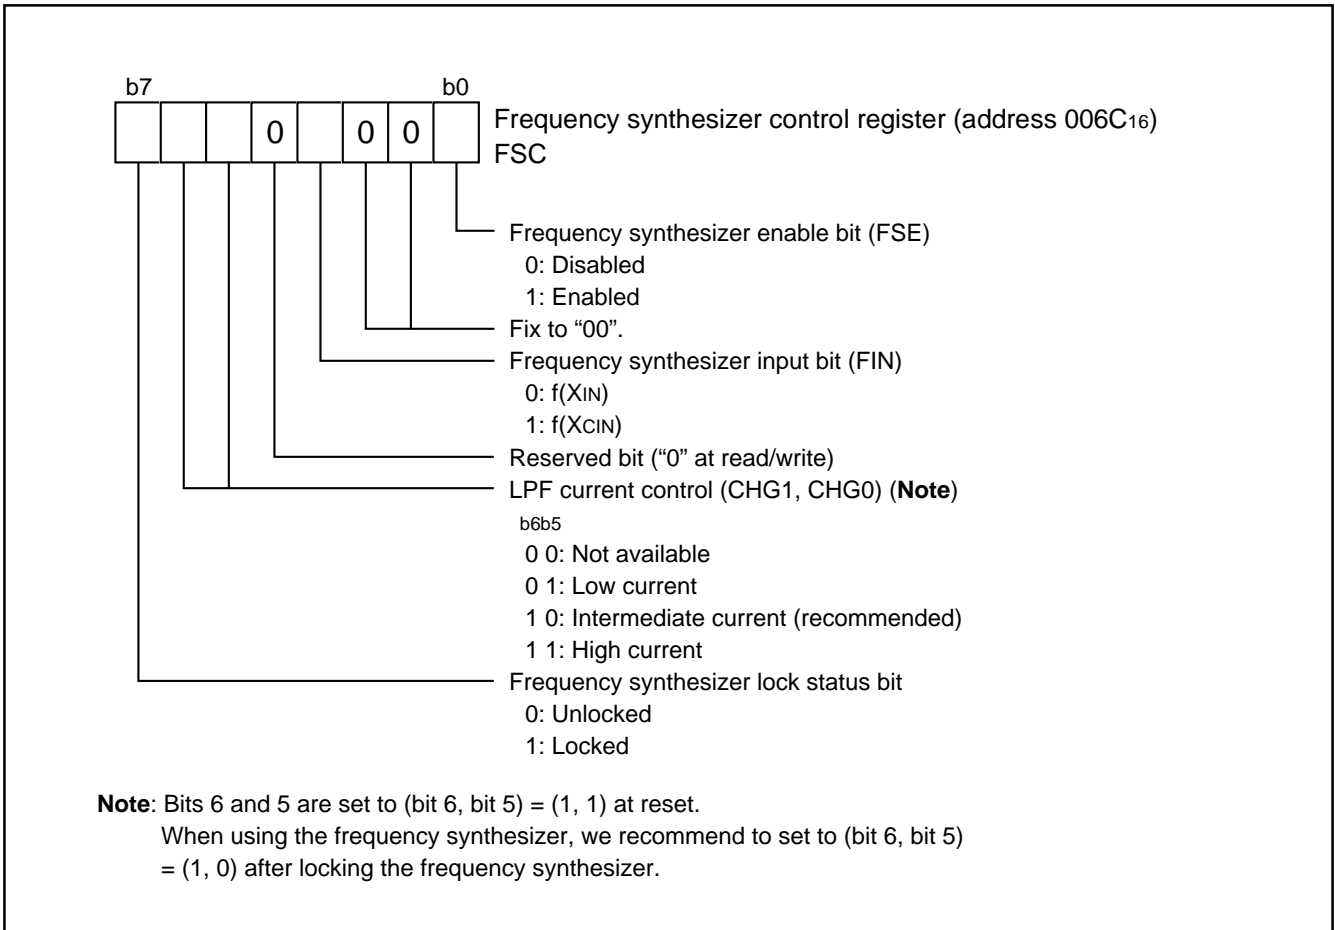 b7 b0
0 0 0
Frequency synthesizer control register (address 006C16)
FSC
Frequency synthesizer enable bit (FSE)
0: Disabled
1: Enabled
Fix to “00”.
Frequency synthesizer input bit (FIN)
0: f(XIN)
1: f(XCIN)
Reserved bit (“0” at read/write)
LPF current control (CHG1, CHG0) (Note)
b6b5
0 0: Not available
0 1: Low current
1 0: Intermediate current (recommended)
1 1: High current
Frequency synthesizer lock status bit
0: Unlocked
1: Locked
Note: Bits 6 and 5 are set to (bit 6, bit 5) = (1, 1) at reset.
When using the frequency synthesizer, we recommend to set to (bit 6, bit 5)
= (1, 0) after locking the frequency synthesizer.